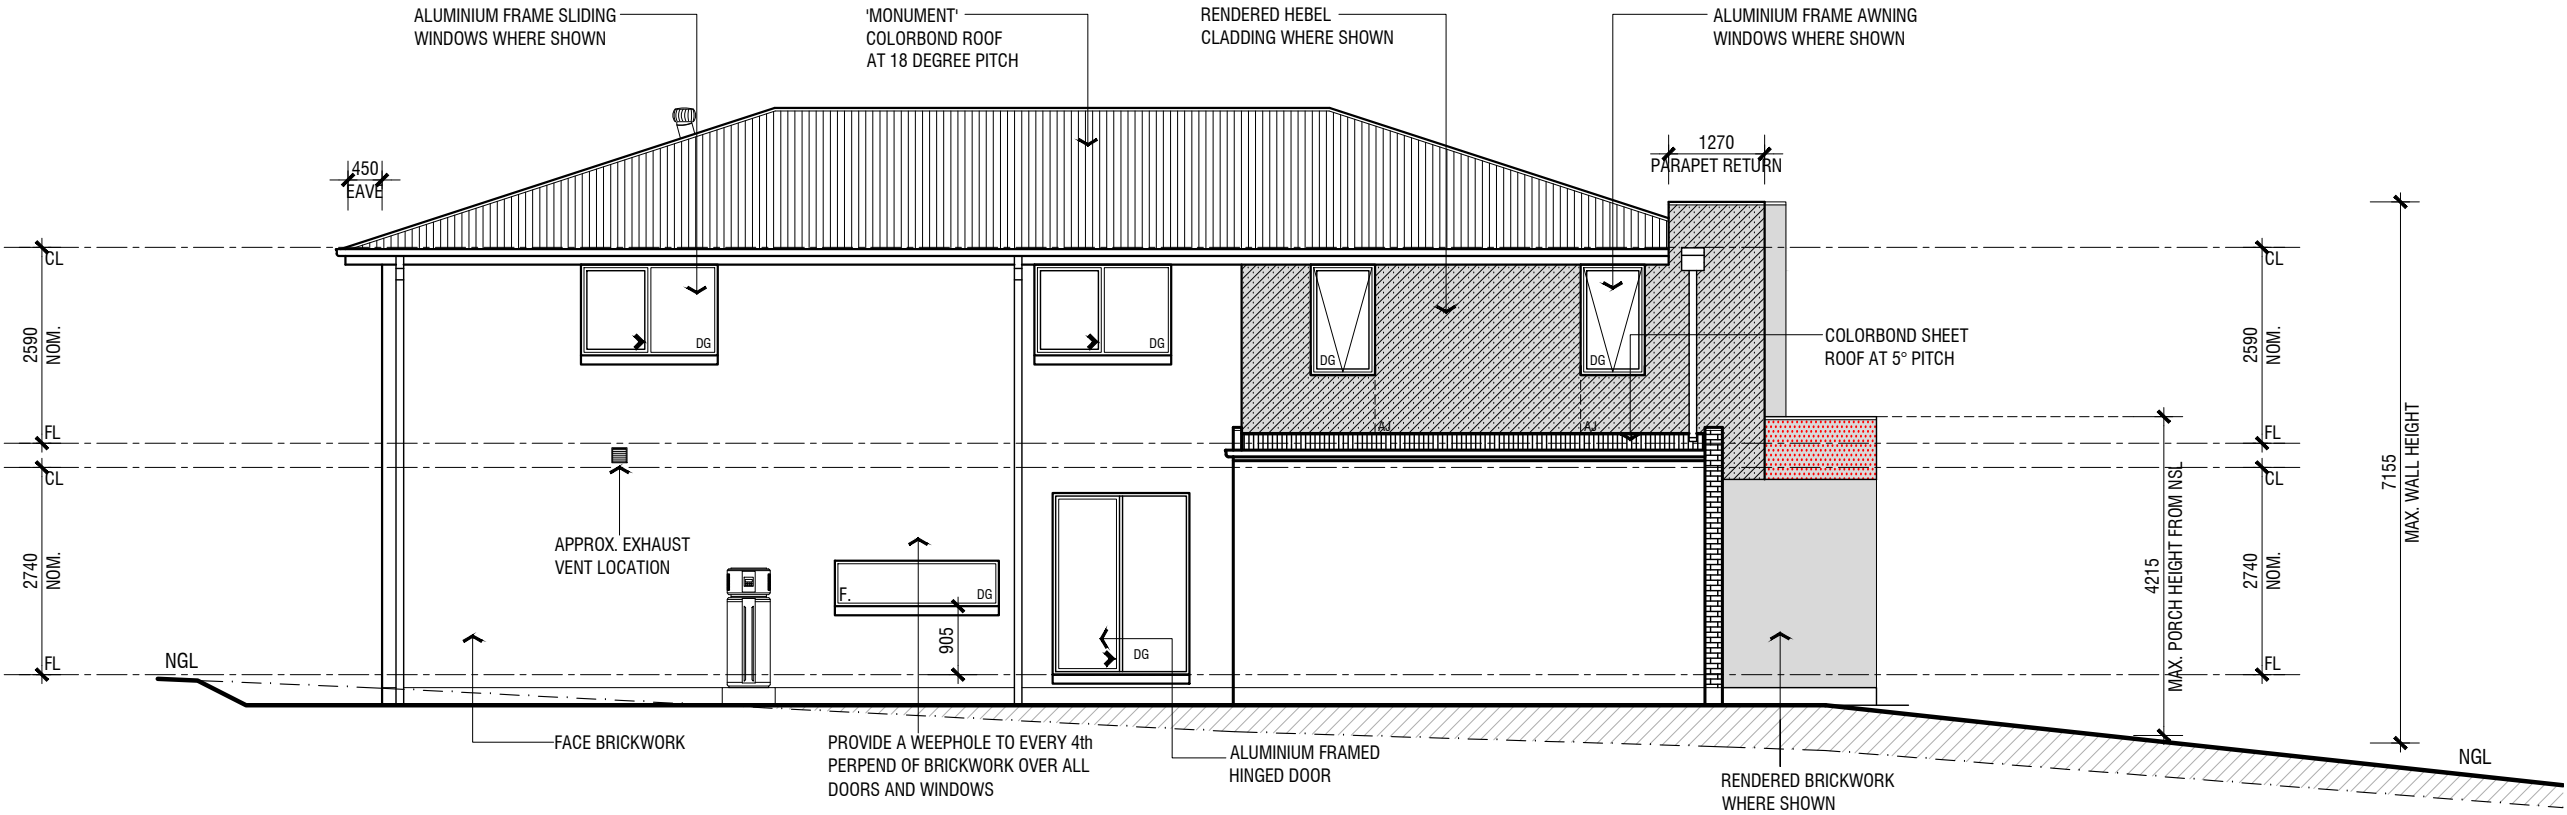 ALUMINIUM FRAME SLIDING
WINDOWS WHERE SHOWN
'MONUMENT'
COLORBOND ROOF
AT 18 DEGREE PITCH
RENDERED HEBEL
CLADDING WHERE SHOWN
ALUMINIUM FRAME AWNING
WINDOWS WHERE SHOWN
450
EAVE
1270
PARAPET RETURN
CL
CL
2590
NOM.
DG
DG
DG
DG
COLORBOND SHEET
ROOF AT 5° PITCH
2590
NOM.
AJ
AJ
FL
FL
CL
CL
7155
MAX. WALL HEIGHT
APPROX. EXHAUST
VENT LOCATION
2740
NOM.
F.
DG
905
DG
4215
MAX. PORCH HEIGHT FROM NSL
2740
NOM.
FL
FL
NGL
FACE BRICKWORK
PROVIDE A WEEPHOLE TO EVERY 4th
PERPEND OF BRICKWORK OVER ALL
DOORS AND WINDOWS
ALUMINIUM FRAMED
HINGED DOOR
RENDERED BRICKWORK
WHERE SHOWN
NGL